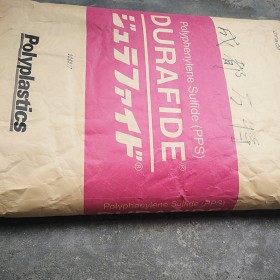 Polyphenylene Sulfide (PPS)
DURAFIDE®
ジュラファイド®
Polyplastics
Polyphenylene Sulfide (PPS)